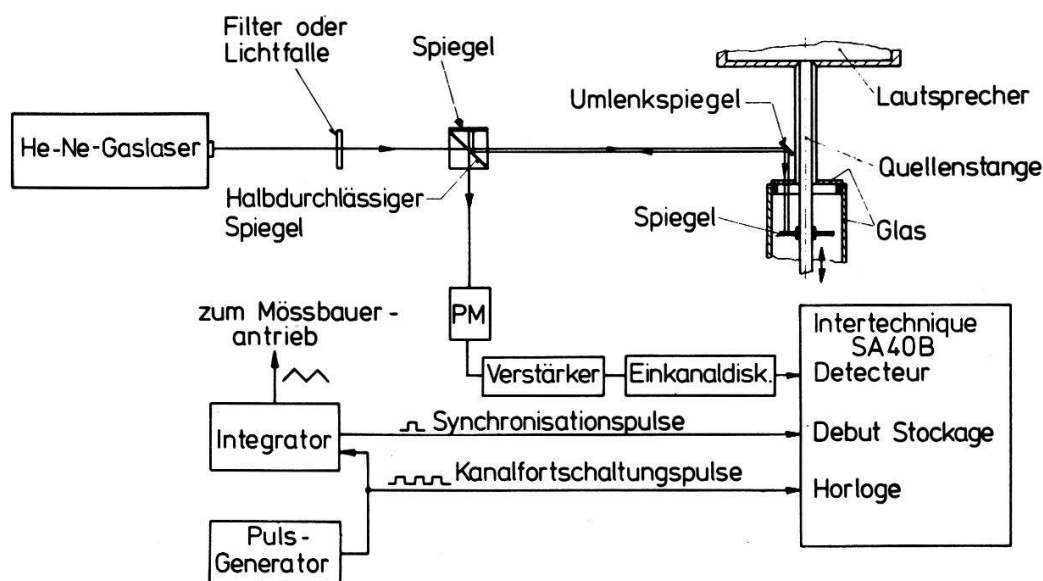 Filter oder
Lichtfalle
Spiegel
Umlenkspiegel
Lautsprecher
He-Ne-Gaslaser
Quellenstange
Halbdurchlässiger
Spiegel
Spiegel
Glas
zum Mössbauer-
antrieb
PM
Intertechnique
SA40B
Verstärker
Einkanaldisk.
Detecteur
Integrator
Synchronisationspulse
Debut Stockage
Kanalfortschaltungspulse
Horloge
Puls-
Generator